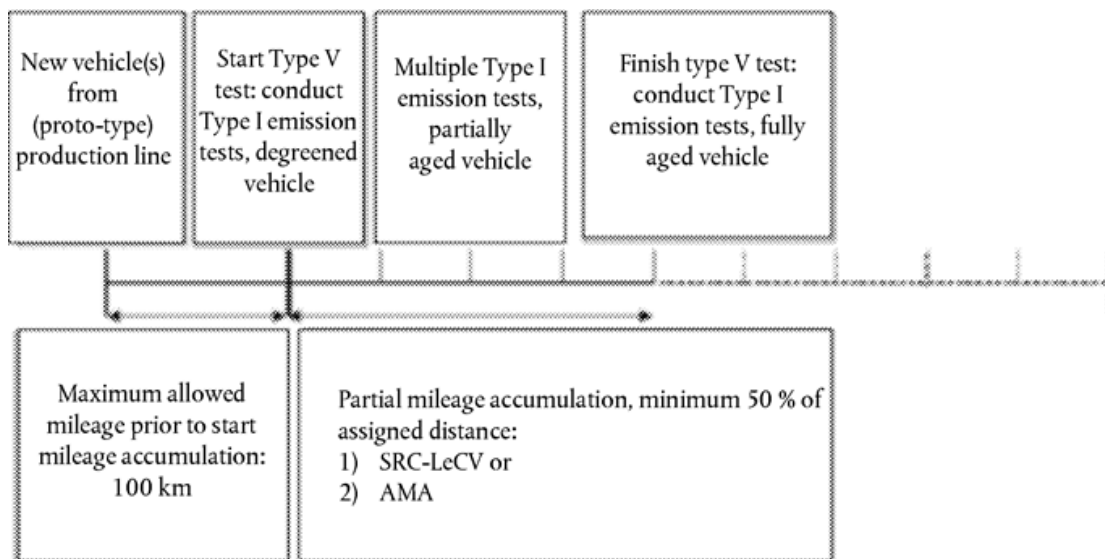 New vehicle(s)
from
(proto-type)
production line
Start Type V
test: conduct
Type I emission
tests, degreened
vehicle
Multiple Type I
emission tests,
partially
aged vehicle
Finish type V test:
conduct Type I
emission tests, fully
aged vehicle
Maximum allowed
mileage prior to start
mileage accumulation:
100 km
Partial mileage accumulation, minimum 50 % of
assigned distance:
1) SRC-LeCV or
2) AMA